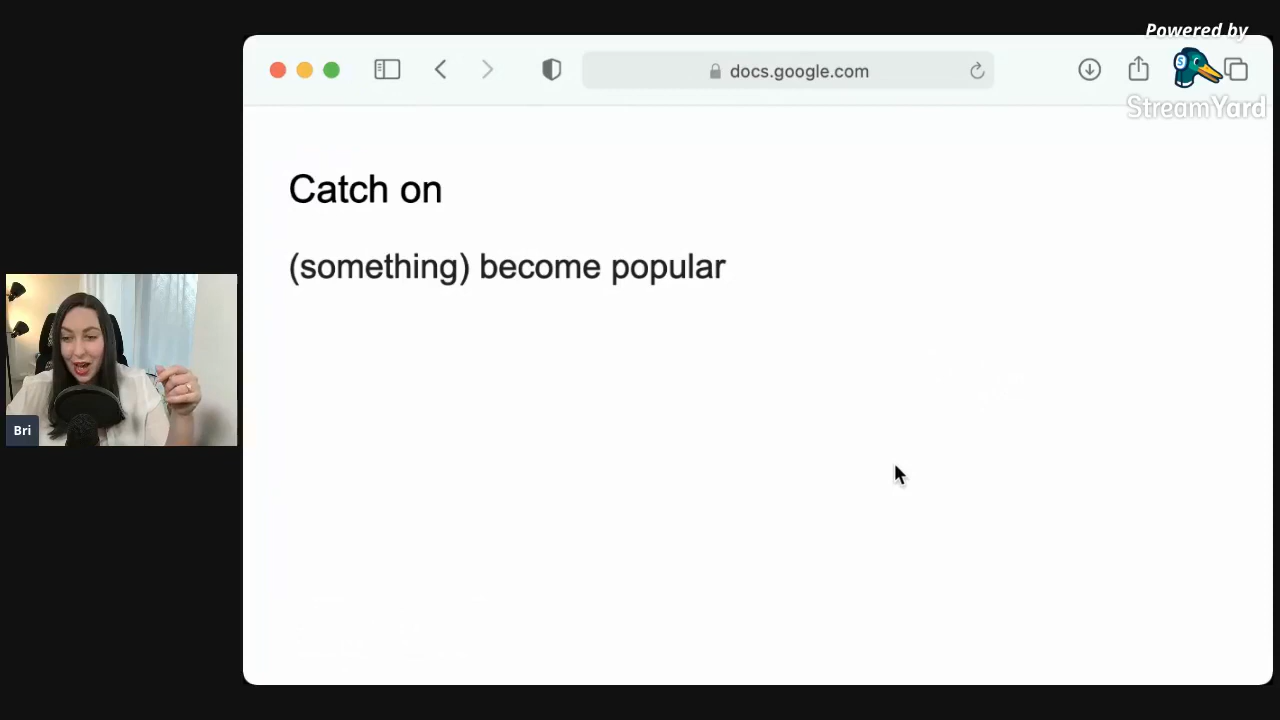 Powered by
docs.google.com
StreamYard
Catch on
(something) become popular
Bri